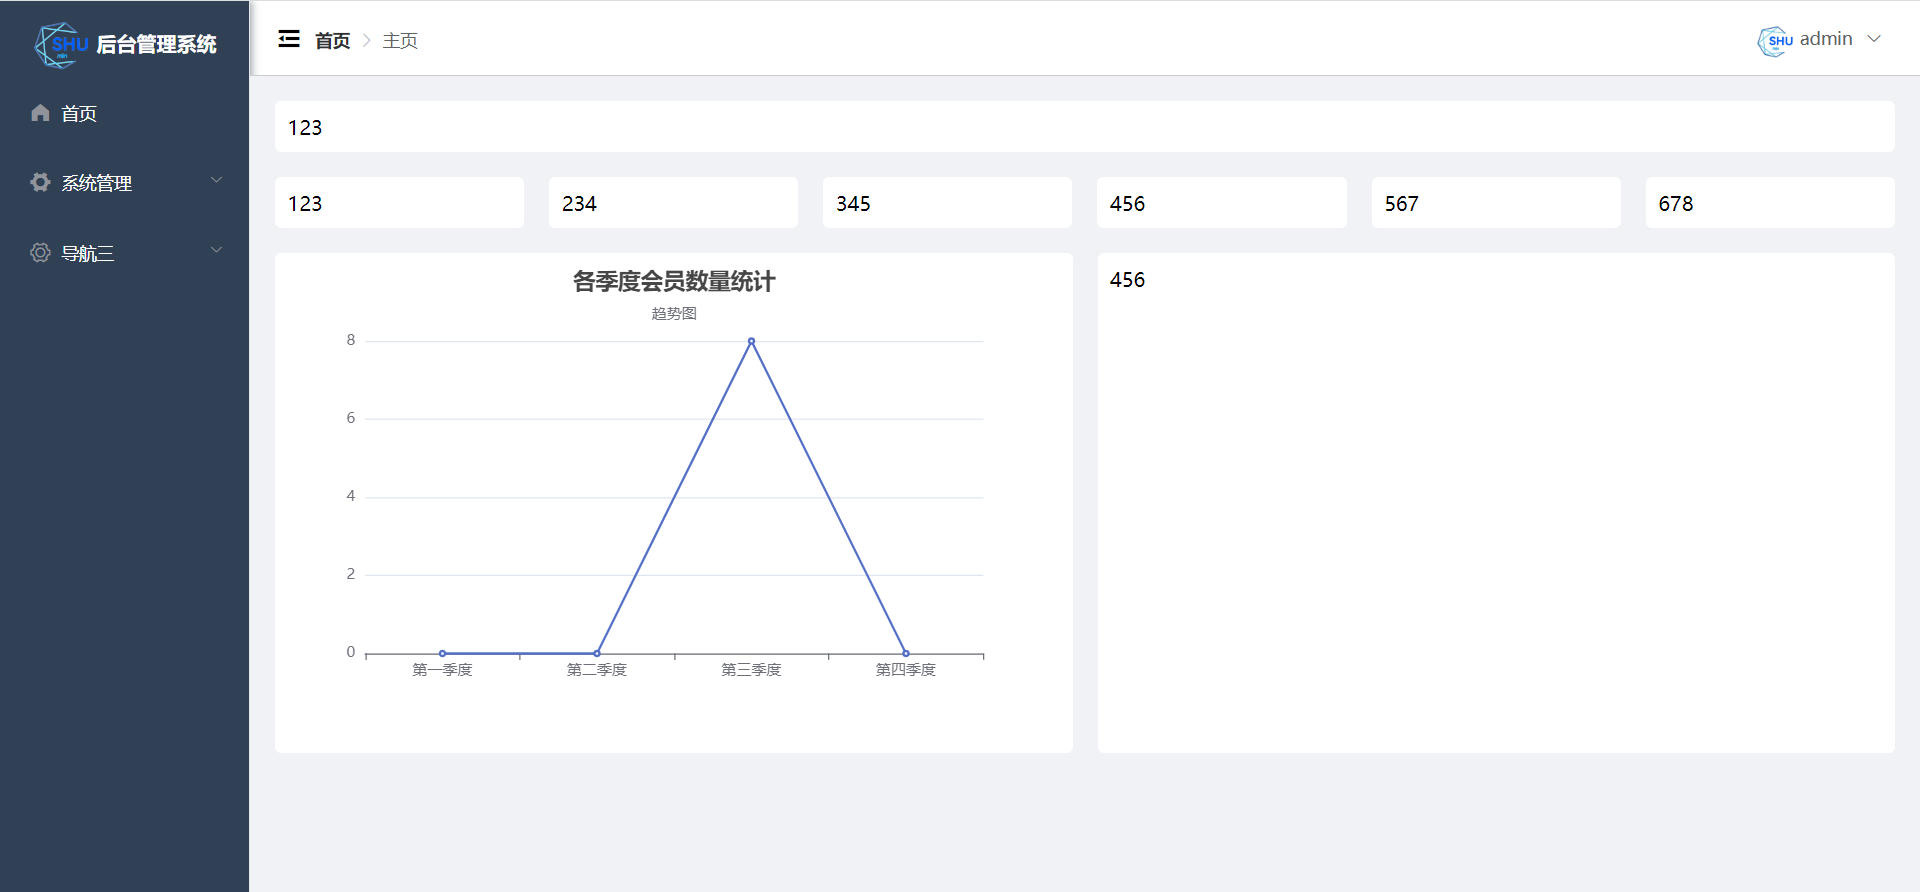 SHU
min
后台管理系统
首页
系统管理
导航三
首页 主页
SHU
min
admin
123
123 234 345 456 567 678
各季度会员数量统计
趋势图
8
6
4
2
0
第一季度 第二季度 第三季度 第四季度
456